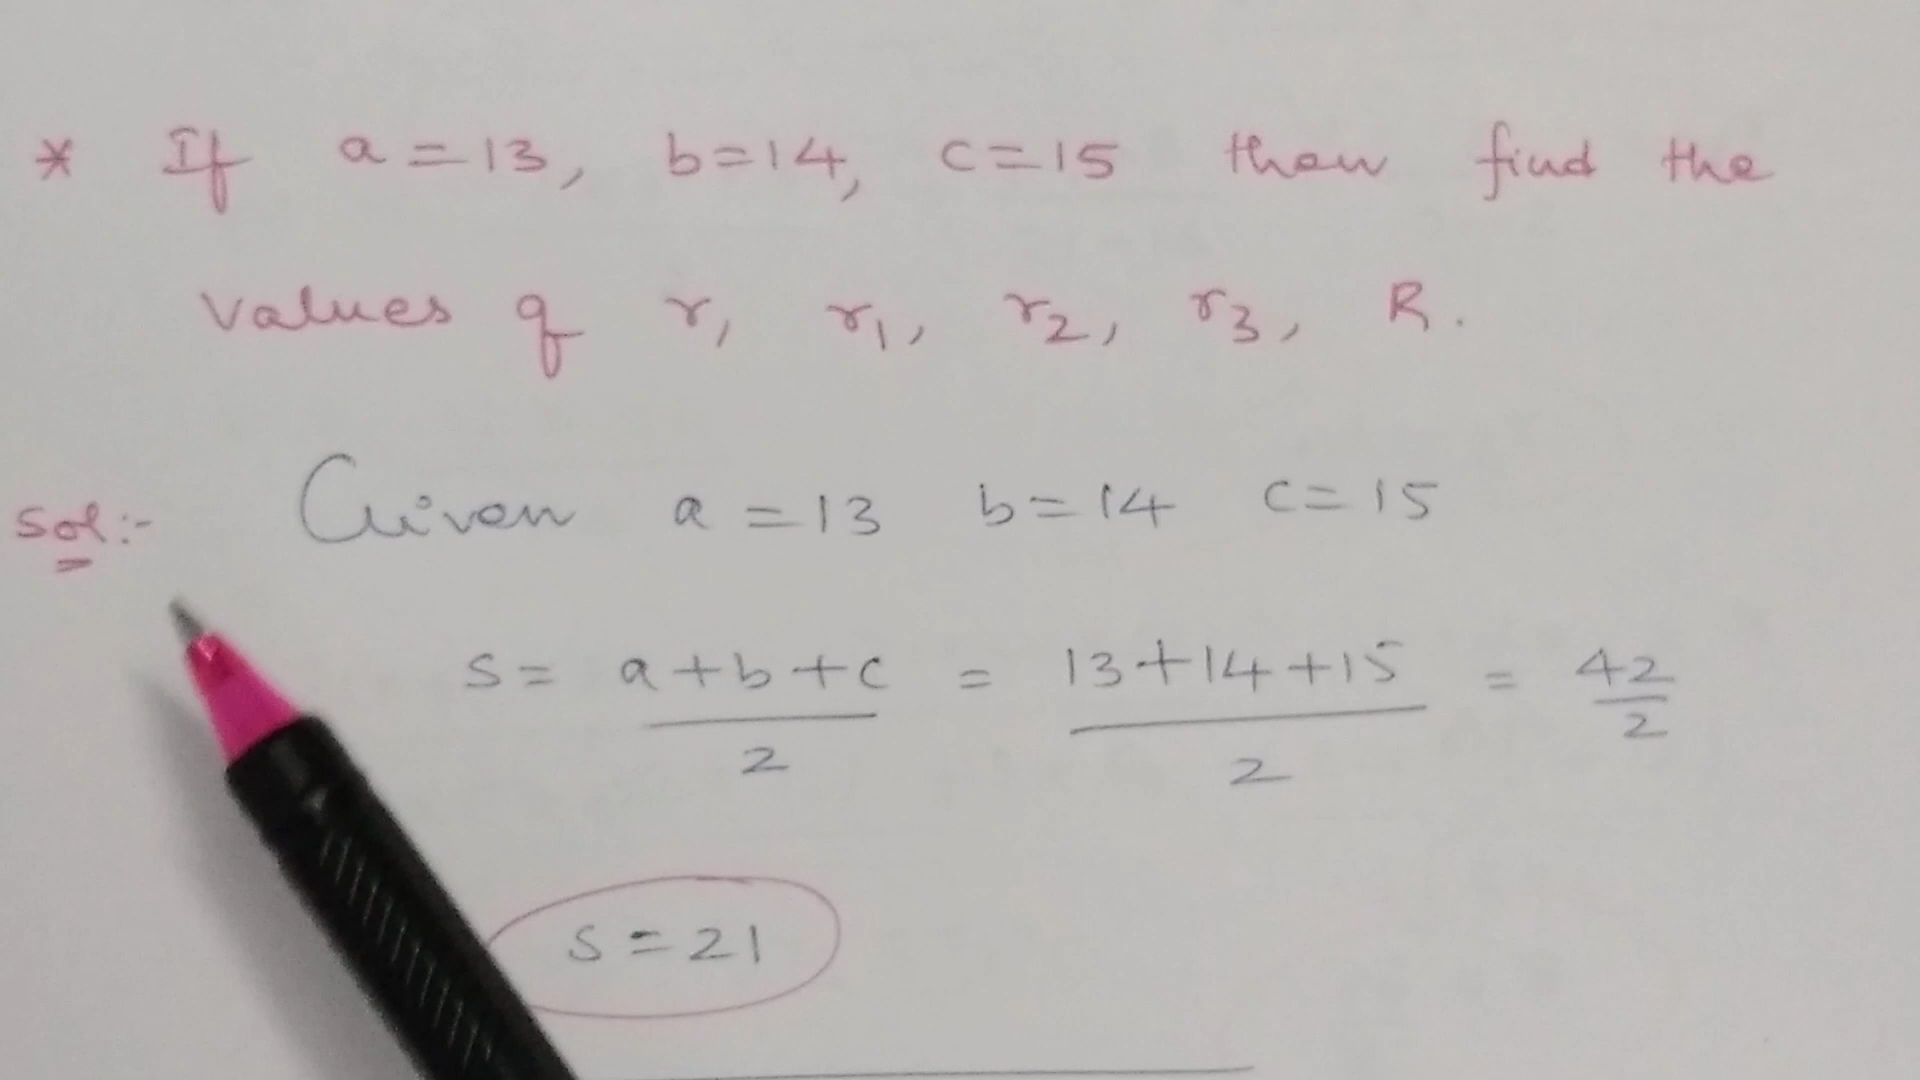 * If a = 13, b = 14, c = 15 then find the
values of r, r1, r2, r3, R.
Sol:- Given a = 13 b = 14 c = 15
s = a+b+c / 2 = 13+14+15 / 2 = 42 / 2
s = 21